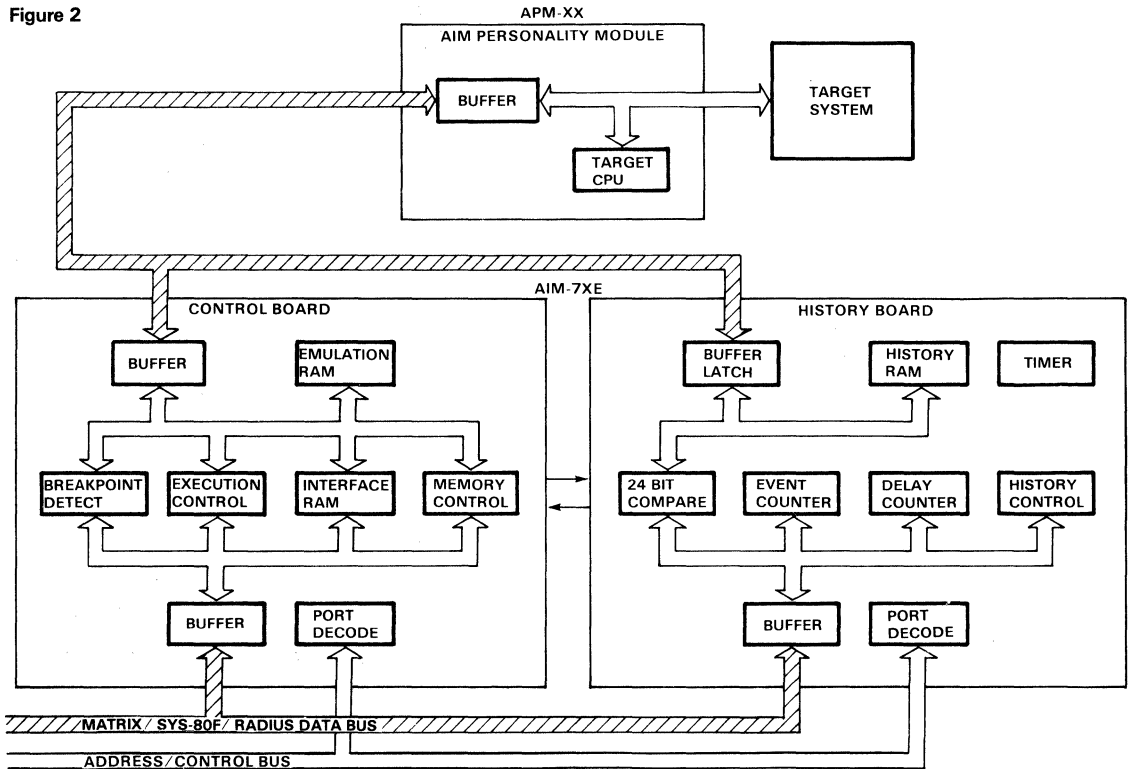 Figure 2
APM-XX
AIM PERSONALITY MODULE
BUFFER
TARGET
CPU
TARGET
SYSTEM
AIM-7XE
CONTROL BOARD
BUFFER
EMULATION
RAM
BREAKPOINT
DETECT
EXECUTION
CONTROL
INTERFACE
RAM
MEMORY
CONTROL
BUFFER
PORT
DECODE
HISTORY BOARD
BUFFER
LATCH
HISTORY
RAM
TIMER
24 BIT
COMPARE
EVENT
COUNTER
DELAY
COUNTER
HISTORY
CONTROL
BUFFER
PORT
DECODE
MATRIX / SYS-80F / RADIUS DATA BUS
ADDRESS/CONTROL BUS